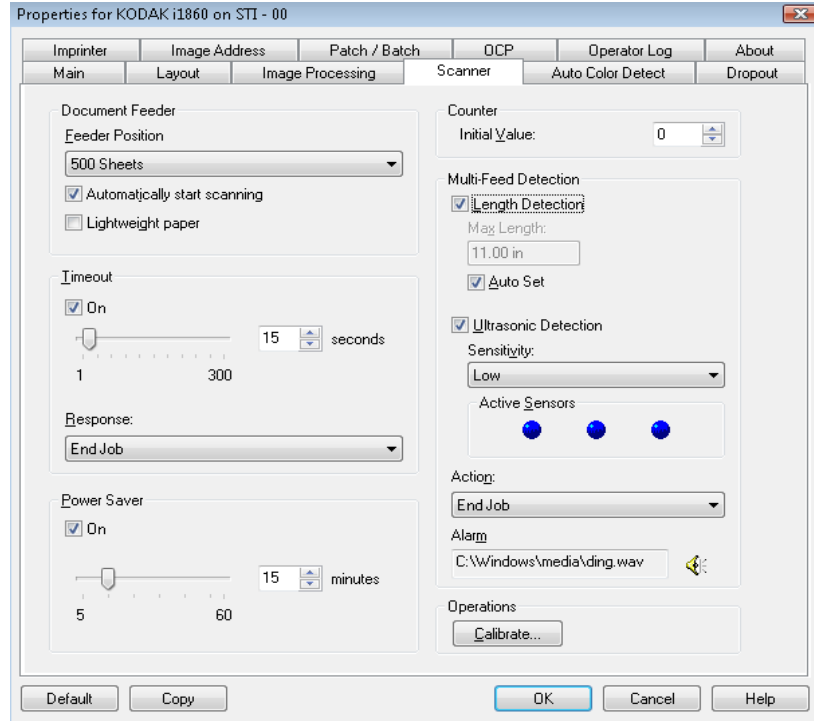 Properties for KODAK i1860 on STI - 00
Imprinter Image Address Patch / Batch OCP Operator Log About
Main Layout Image Processing Scanner Auto Color Detect Dropout
Document Feeder
Feeder Position
500 Sheets
Automatically start scanning
Lightweight paper
Timeout
On
15 seconds
1 300
Response:
End Job
Power Saver
On
15 minutes
5 60
Counter
Initial Value: 0
Multi-Feed Detection
Length Detection
Max Length:
11.00 in
Auto Set
Ultrasonic Detection
Sensitivity:
Low
Active Sensors
Action:
End Job
Alarm
C:\Windows\media\ding.wav
Operations
Calibrate...
Default Copy OK Cancel Help